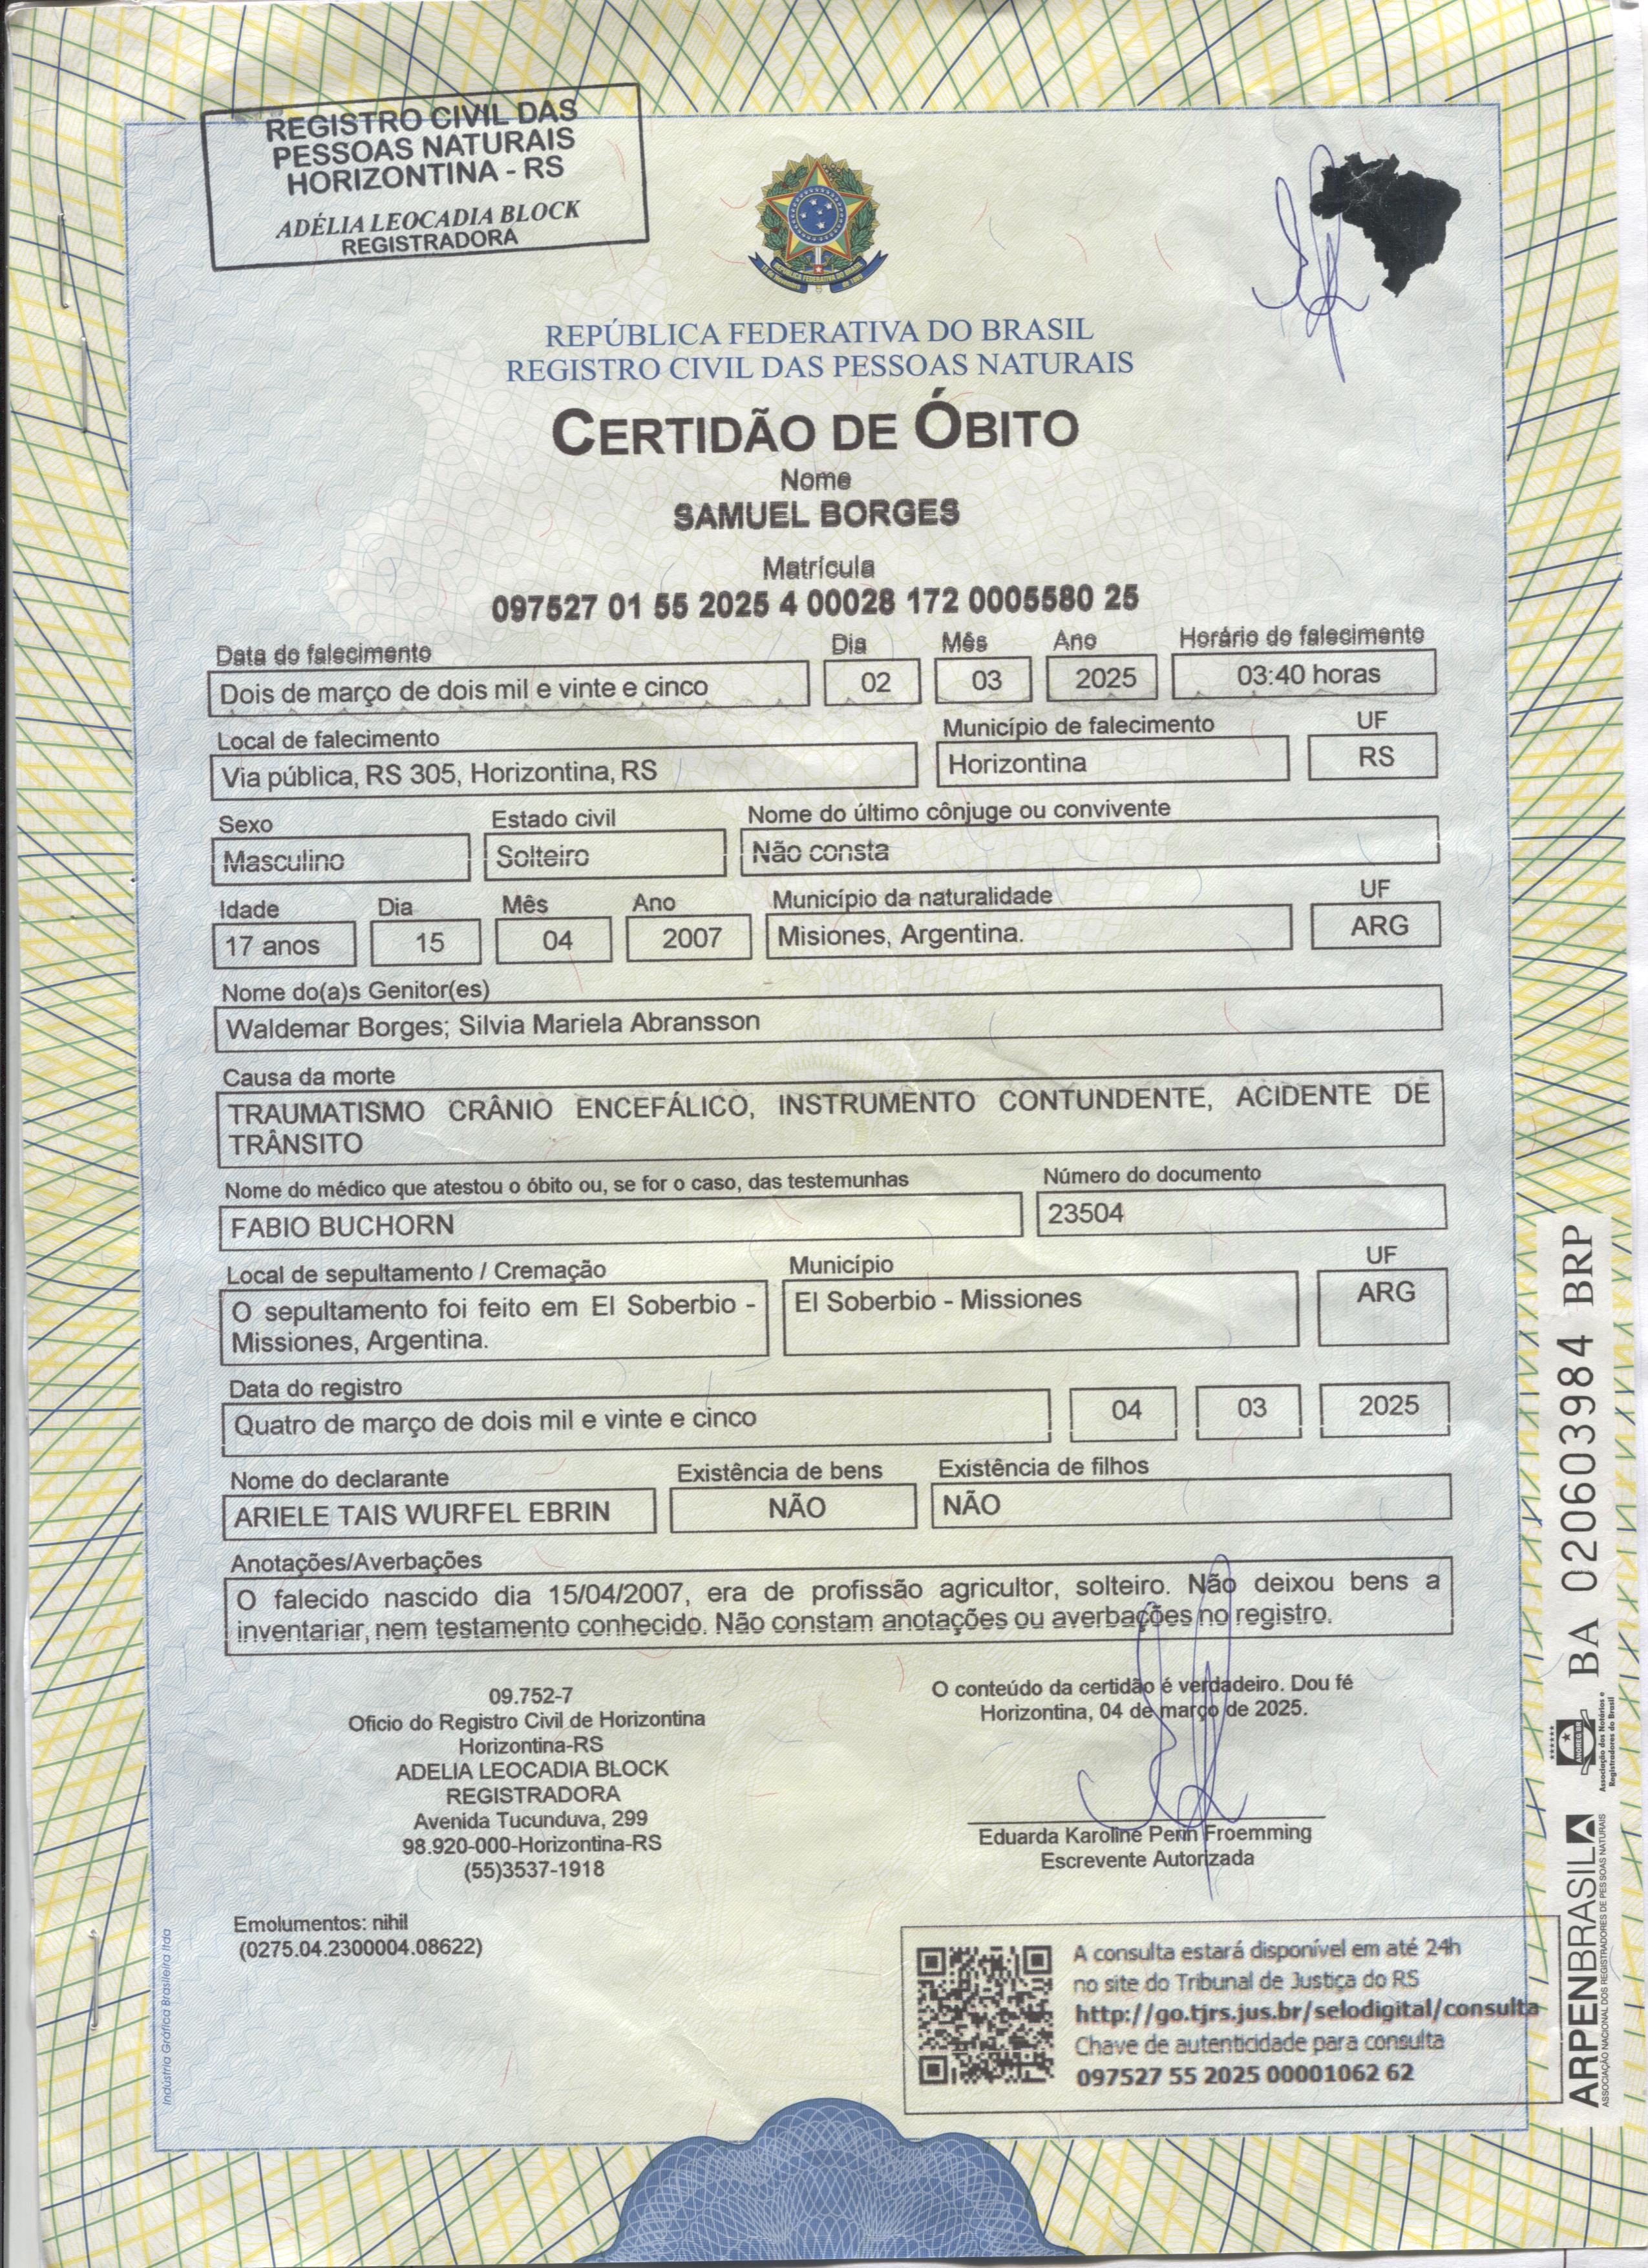 REGISTRO CIVIL DAS
PESSOAS NATURAIS
HORIZONTINA - RS
ADÉLIA LEOCADIA BLOCK
REGISTRADORA
REPÚBLICA FEDERATIVA DO BRASIL
REGISTRO CIVIL DAS PESSOAS NATURAIS
CERTIDÃO DE ÓBITO
Nome
SAMUEL BORGES
Matrícula
097527 01 55 2025 4 00028 172 0005580 25
Data do falecimento Dia Mês Ano Horário do falecimento
Dois de março de dois mil e vinte e cinco 02 03 2025 03:40 horas
Local de falecimento Município de falecimento UF
Via pública, RS 305, Horizontina, RS Horizontina RS
Sexo Estado civil Nome do último cônjuge ou convivente
Masculino Solteiro Não consta
Idade Dia Mês Ano Município da naturalidade UF
17 anos 15 04 2007 Misiones, Argentina. ARG
Nome do(a)s Genitor(es)
Waldemar Borges; Silvia Mariela Abransson
Causa da morte
TRAUMATISMO CRÂNIO ENCEFÁLICO, INSTRUMENTO CONTUNDENTE, ACIDENTE DE
TRÂNSITO
Nome do médico que atestou o óbito ou, se for o caso, das testemunhas Número do documento
FABIO BUCHORN 23504
Local de sepultamento / Cremação Município UF
O sepultamento foi feito em El Soberbio - El Soberbio - Missiones ARG
Missiones, Argentina.
Data do registro
Quatro de março de dois mil e vinte e cinco 04 03 2025
Nome do declarante Existência de bens Existência de filhos
ARIELE TAIS WURFEL EBRIN NÃO NÃO
Anotações/Averbações
O falecido nascido dia 15/04/2007, era de profissão agricultor, solteiro. Não deixou bens a
inventariar, nem testamento conhecido. Não constam anotações ou averbações no registro.
09.752-7
Oficio do Registro Civil de Horizontina
Horizontina-RS
ADELIA LEOCADIA BLOCK
REGISTRADORA
Avenida Tucunduva, 299
98.920-000-Horizontina-RS
(55)3537-1918
O conteúdo da certidão é verdadeiro. Dou fé
Horizontina, 04 de março de 2025.
Eduarda Karoline Perin Froemming
Escrevente Autorizada
Emolumentos: nihil
(0275.04.2300004.08622)
A consulta estará disponível em até 24h
no site do Tribunal de Justiça do RS
http://go.tjrs.jus.br/selodigital/consulta
Chave de autenticidade para consulta
097527 55 2025 00001062 62
Indústria Gráfica Brasileira ltda
BA 020603984 BRP
Associação dos Notários e
Registradores do Brasil
ARPENBRASIL
ASSOCIAÇÃO NACIONAL DOS REGISTRADORES DE PESSOAS NATURAIS